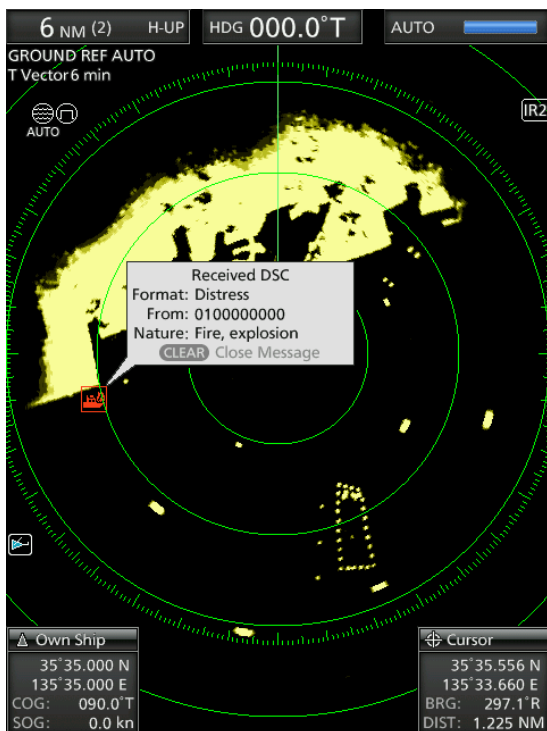 6 NM (2) H-UP HDG 000.0°T AUTO
GROUND REF AUTO
T Vector 6 min
AUTO
IR2
Received DSC
Format: Distress
From: 0100000000
Nature: Fire, explosion
CLEAR Close Message
Own Ship
35°35.000 N
135°35.000 E
COG: 090.0°T
SOG: 0.0 kn
Cursor
35°35.556 N
135°33.660 E
BRG: 297.1°R
DIST: 1.225 NM